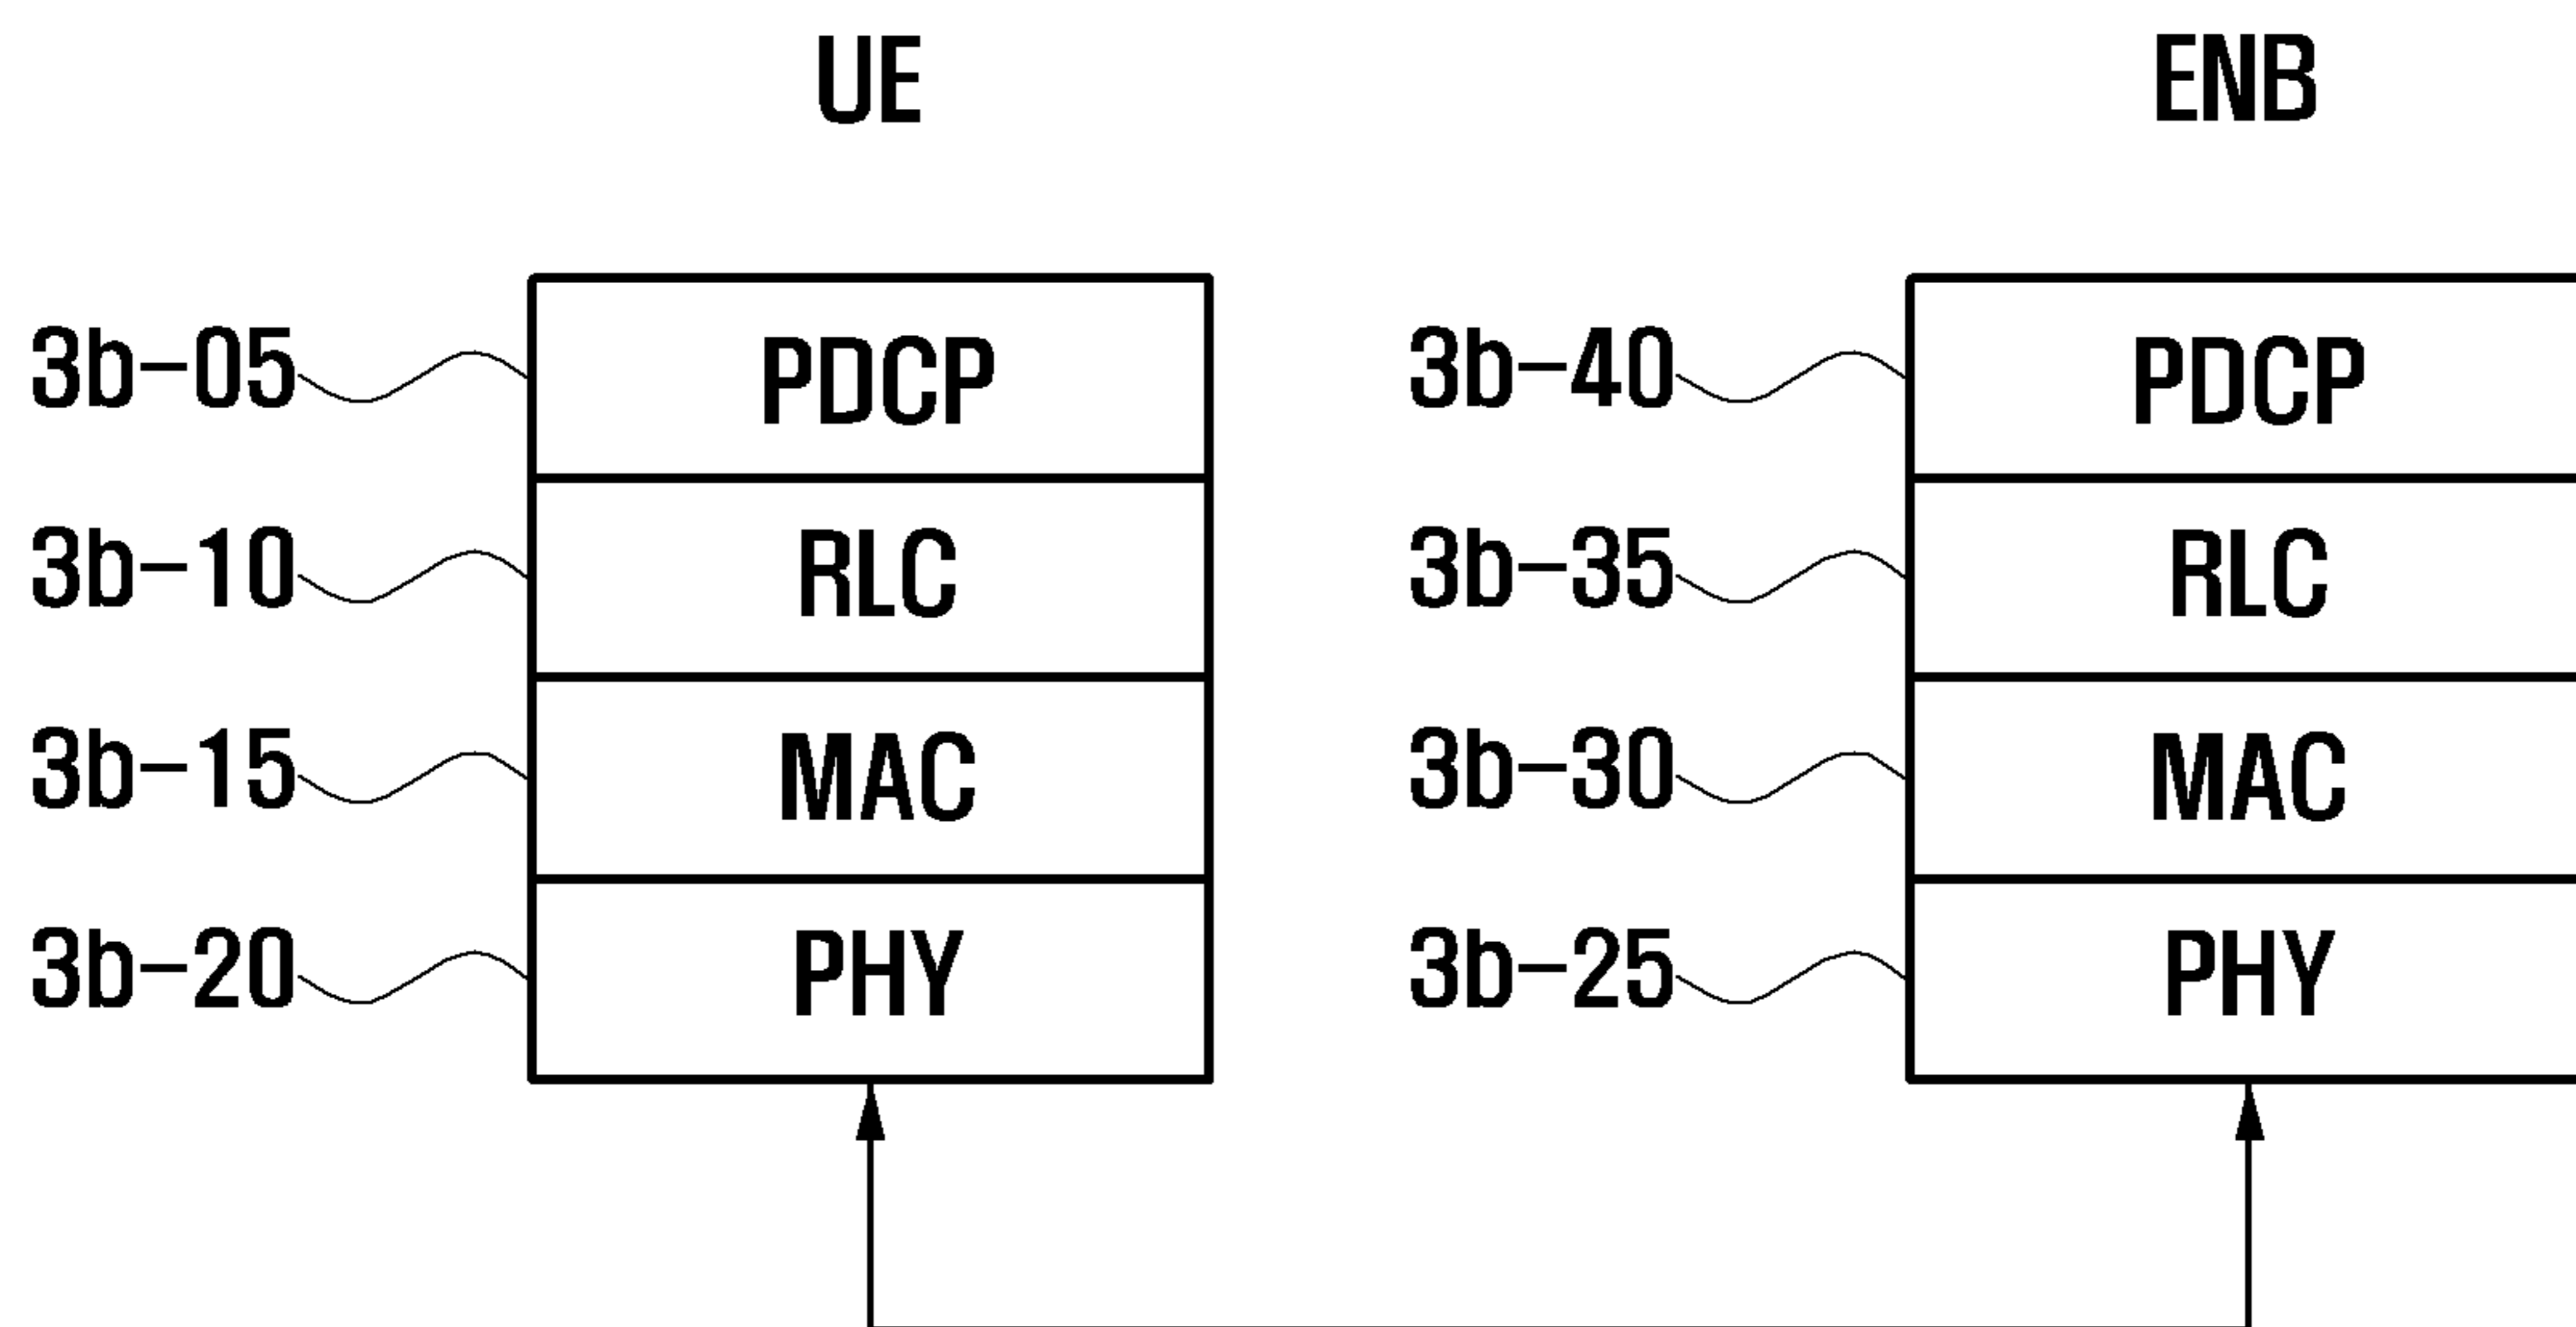 UE ENB
3b-05 PDCP 3b-40 PDCP
3b-10 RLC 3b-35 RLC
3b-15 MAC 3b-30 MAC
3b-20 PHY 3b-25 PHY